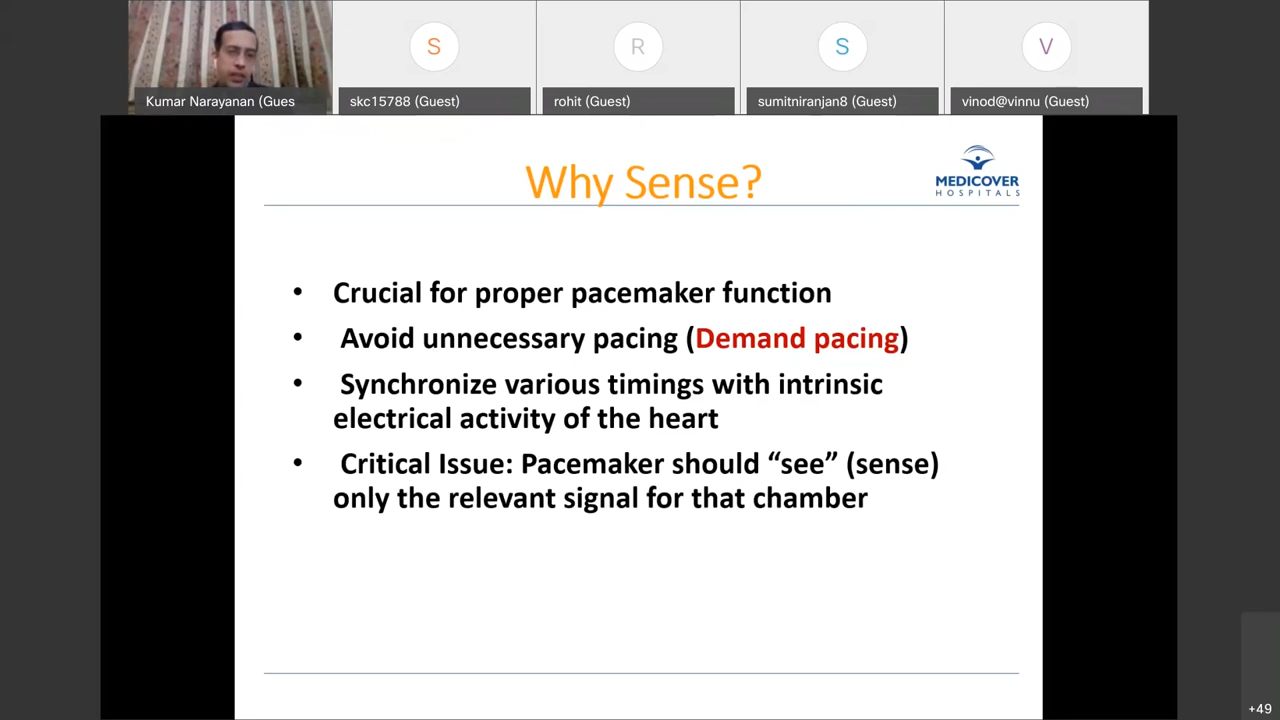 S
R
S
V
Kumar Narayanan (Gues
skc15788 (Guest)
rohit (Guest)
sumitniranjan8 (Guest)
vinod@vinnu (Guest)
Why Sense?
MEDICOVER
HOSPITALS
• Crucial for proper pacemaker function
• Avoid unnecessary pacing (Demand pacing)
• Synchronize various timings with intrinsic
electrical activity of the heart
• Critical Issue: Pacemaker should “see” (sense)
only the relevant signal for that chamber
+49